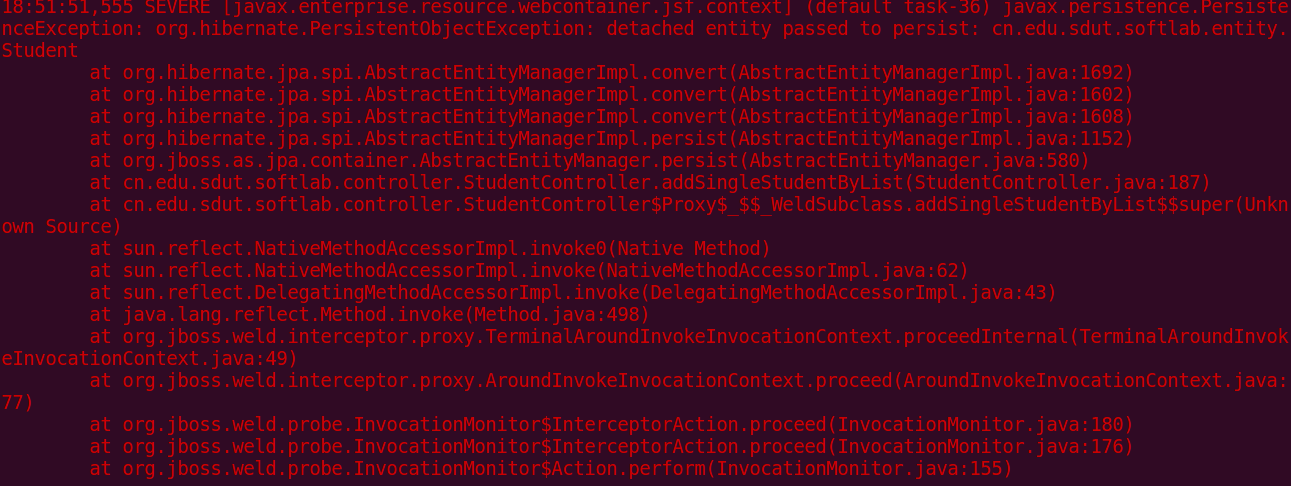 18:51:51,555 SEVERE [javax.enterprise.resource.webcontainer.jsf.context] (default task-36) javax.persistence.Persiste
nceException: org.hibernate.PersistentObjectException: detached entity passed to persist: cn.edu.sdut.softlab.entity.
Student
        at org.hibernate.jpa.spi.AbstractEntityManagerImpl.convert(AbstractEntityManagerImpl.java:1692)
        at org.hibernate.jpa.spi.AbstractEntityManagerImpl.convert(AbstractEntityManagerImpl.java:1602)
        at org.hibernate.jpa.spi.AbstractEntityManagerImpl.convert(AbstractEntityManagerImpl.java:1608)
        at org.hibernate.jpa.spi.AbstractEntityManagerImpl.persist(AbstractEntityManagerImpl.java:1152)
        at org.jboss.as.jpa.container.AbstractEntityManager.persist(AbstractEntityManager.java:580)
        at cn.edu.sdut.softlab.controller.StudentController.addSingleStudentByList(StudentController.java:187)
        at cn.edu.sdut.softlab.controller.StudentController$Proxy$_$$_WeldSubclass.addSingleStudentByList$$super(Unkn
own Source)
        at sun.reflect.NativeMethodAccessorImpl.invoke0(Native Method)
        at sun.reflect.NativeMethodAccessorImpl.invoke(NativeMethodAccessorImpl.java:62)
        at sun.reflect.DelegatingMethodAccessorImpl.invoke(DelegatingMethodAccessorImpl.java:43)
        at java.lang.reflect.Method.invoke(Method.java:498)
        at org.jboss.weld.interceptor.proxy.TerminalAroundInvokeInvocationContext.proceedInternal(TerminalAroundInvok
eInvocationContext.java:49)
        at org.jboss.weld.interceptor.proxy.AroundInvokeInvocationContext.proceed(AroundInvokeInvocationContext.java:
77)
        at org.jboss.weld.probe.InvocationMonitor$InterceptorAction.proceed(InvocationMonitor.java:180)
        at org.jboss.weld.probe.InvocationMonitor$InterceptorAction.proceed(InvocationMonitor.java:176)
        at org.jboss.weld.probe.InvocationMonitor$Action.perform(InvocationMonitor.java:155)